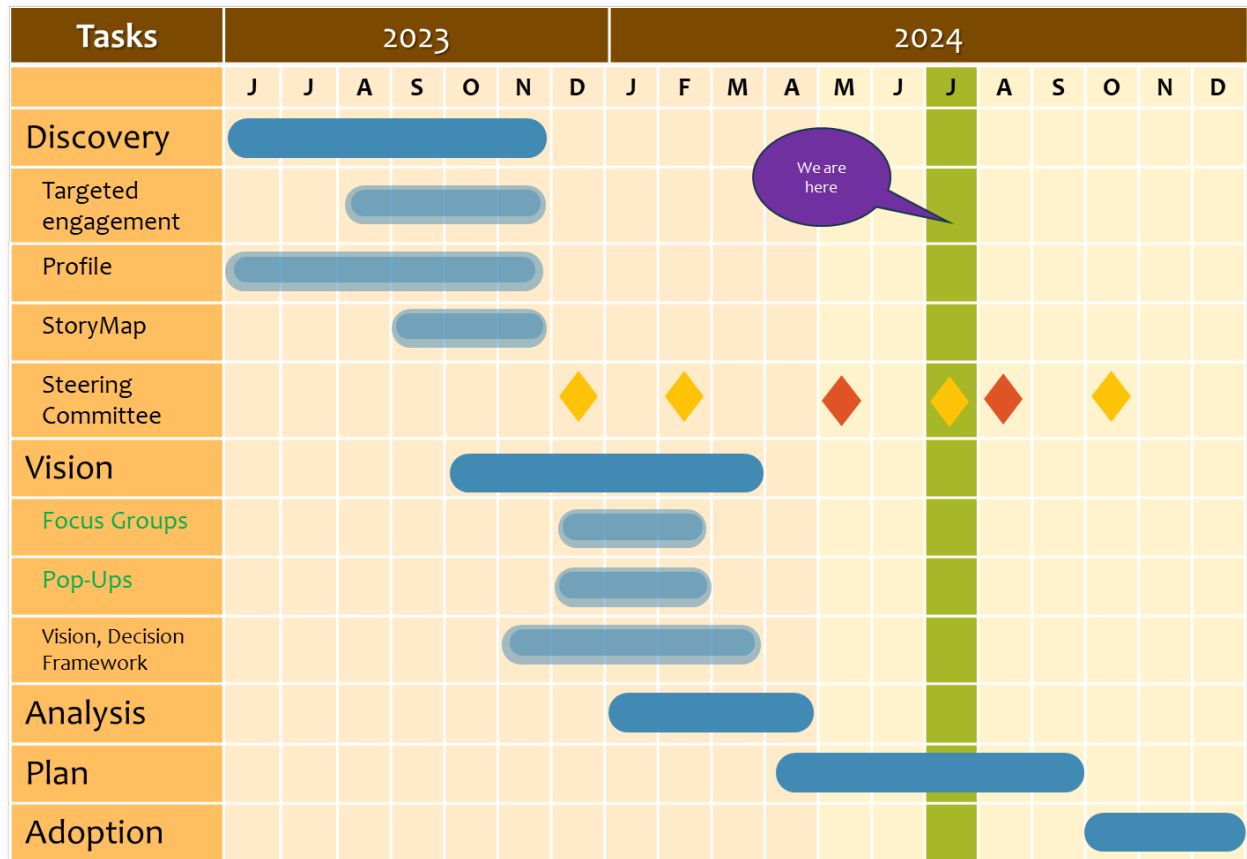 Tasks 2023 2024
J J A S O N D J F M A M J J A S O N D
Discovery
We are
here
Targeted
engagement
Profile
StoryMap
Steering
Committee
Vision
Focus Groups
Pop-Ups
Vision, Decision
Framework
Analysis
Plan
Adoption